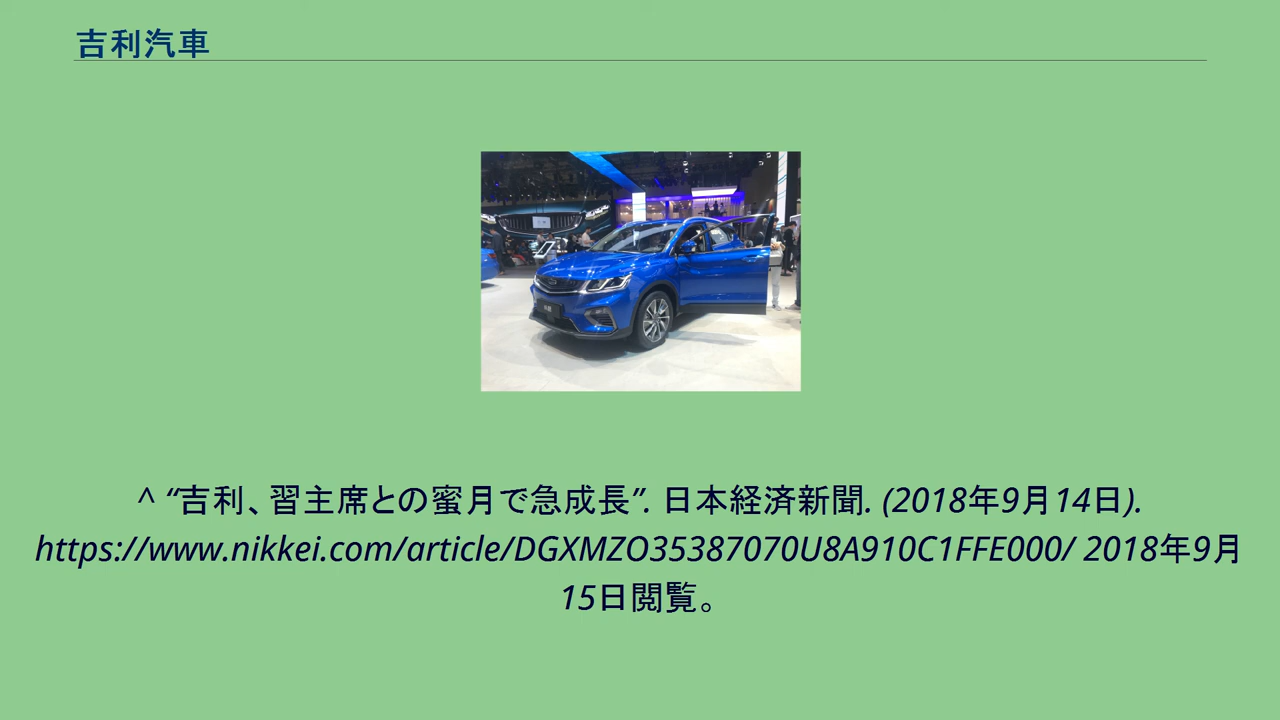 吉利汽車
^ “吉利、習主席との蜜月で急成長”. 日本経済新聞. (2018年9月14日).
https://www.nikkei.com/article/DGXMZO35387070U8A910C1FFE000/ 2018年9月
15日閲覧。